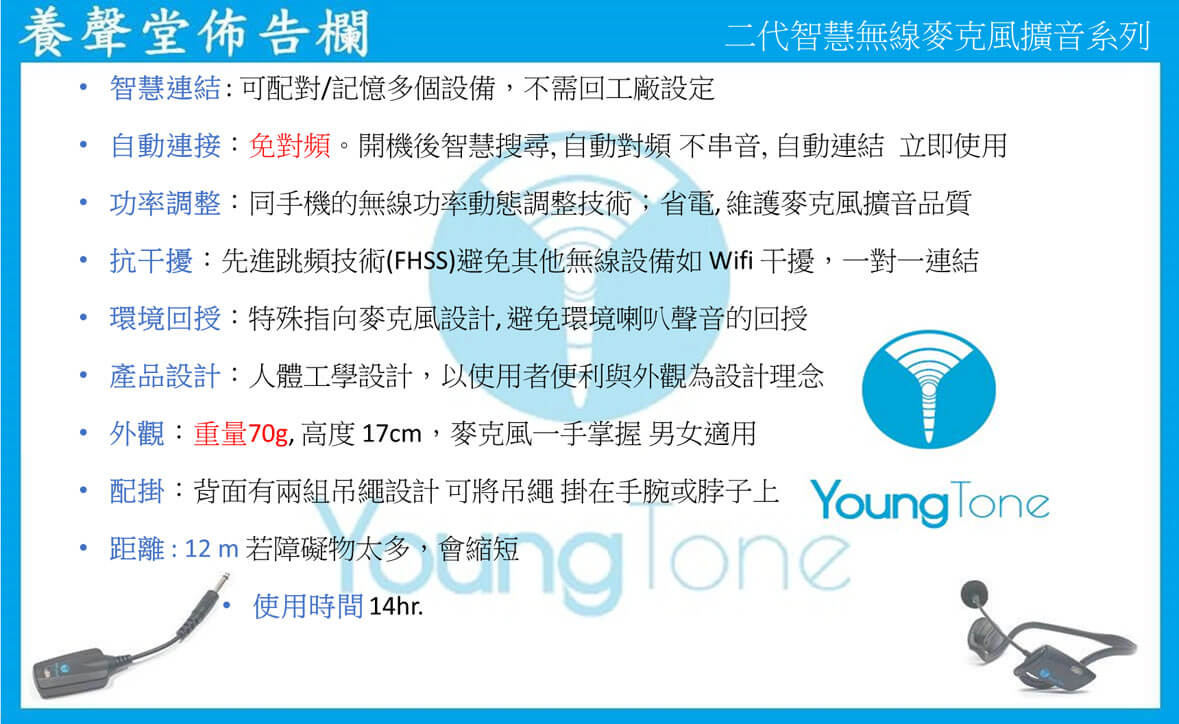 養聲堂佈告欄
二代智慧無線麥克風擴音系列
• 智慧連結 : 可配對/記憶多個設備，不需回工廠設定
• 自動連接：免對頻。開機後智慧搜尋, 自動對頻 不串音, 自動連結 立即使用
• 功率調整：同手機的無線功率動態調整技術；省電, 維護麥克風擴音品質
• 抗干擾：先進跳頻技術(FHSS)避免其他無線設備如 Wifi 干擾，一對一連結
• 環境回授：特殊指向麥克風設計, 避免環境喇叭聲音的回授
• 產品設計：人體工學設計，以使用者便利與外觀為設計理念
• 外觀：重量70g, 高度 17cm，麥克風一手掌握 男女適用
• 配掛：背面有兩組吊繩設計 可將吊繩 掛在手腕或脖子上
YoungTone
• 距離 : 12 m 若障礙物太多，會縮短
YoungTone
• 使用時間 14hr.